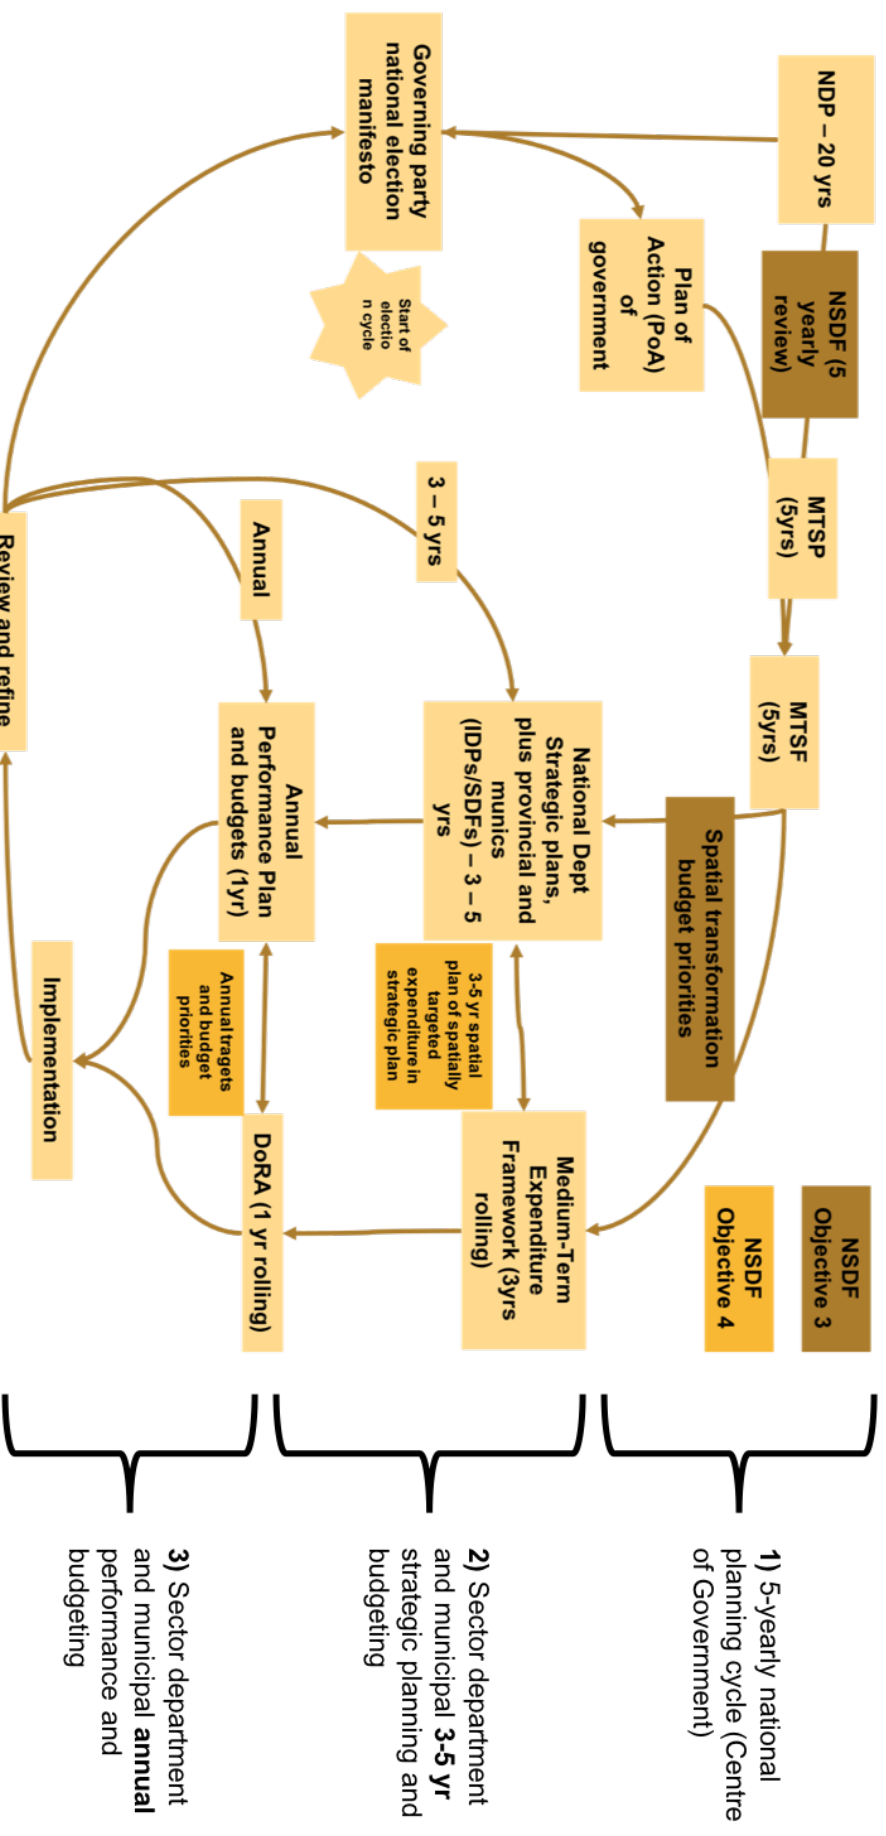 NDP – 20 yrs
NSDF (5
yearly
review)
MTSP
(5yrs)
MTSF
(5yrs)
NSDF
Objective 3
NSDF
Objective 4
Plan of
Action (PoA)
of
government
Spatial transformation
budget priorities
1) 5-yearly national
planning cycle (Centre
of Government)
Governing party
national election
manifesto
Start of
electio
n cycle
3 – 5 yrs
National Dept
Strategic plans,
plus provincial and
munics
(IDPs/SDFs) – 3 – 5
yrs
3-5 yr spatial
plan of spatially
targeted
expenditure in
strategic plan
Medium-Term
Expenditure
Framework (3yrs
rolling)
2) Sector department
and municipal 3-5 yr
strategic planning and
budgeting
Annual
Annual
Performance Plan
and budgets (1yr)
Annual tragets
and budget
priorities
DoRA (1 yr rolling)
Implementation
Review and refine
3) Sector department
and municipal annual
performance and
budgeting